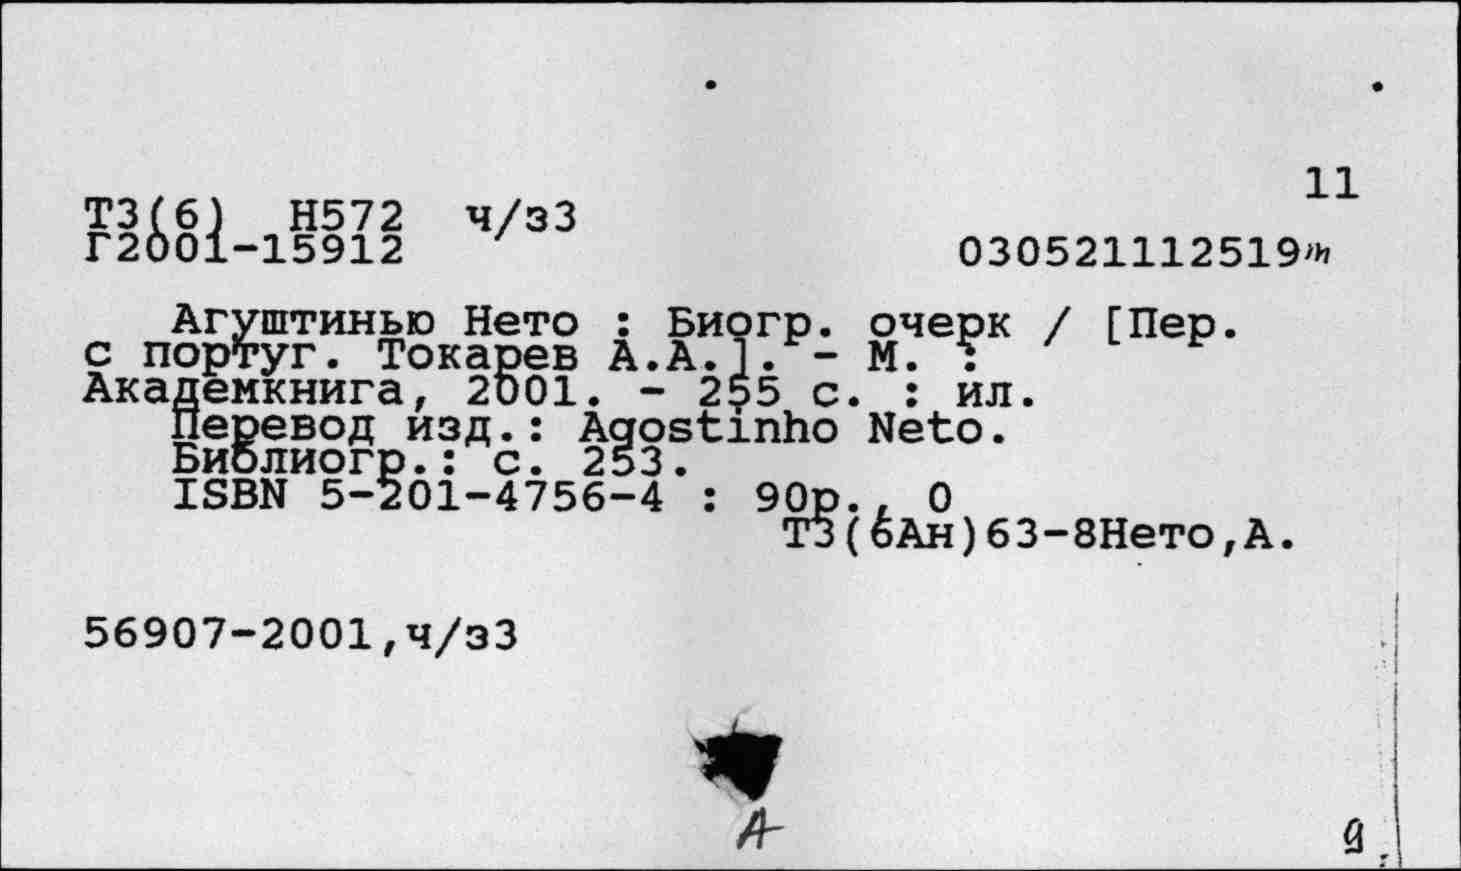 11
Т3(6) Н572 ч/з3
Г2001-15912
030521112519
Агуштинью Нето : Биогр. очерк / [Пер.
с португ. Токарев А.А.]. - М. :
Академкнига, 2001. - 255 с. : ил.
Перевод изд.: Agostinho Neto.
Библиогр.: с. 253.
ISBN 5-201-4756-4 : 90р., 0
Т3(6Ан)63-8Нето,А.
56907-2001,ч/з3
А